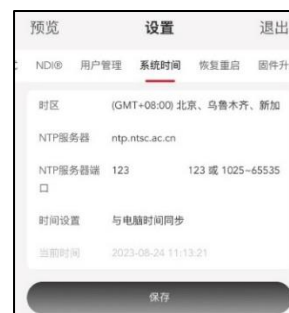 预览 设置 退出
NDI® 用户管理 系统时间 恢复重启 固件升
时区 (GMT+08:00) 北京、乌鲁木齐、新加
NTP服务器 ntp.ntsc.ac.cn
NTP服务器端口 123 123 或 1025~65535
时间设置 与电脑时间同步
当前时间 2023-08-24 11:13:21
保存